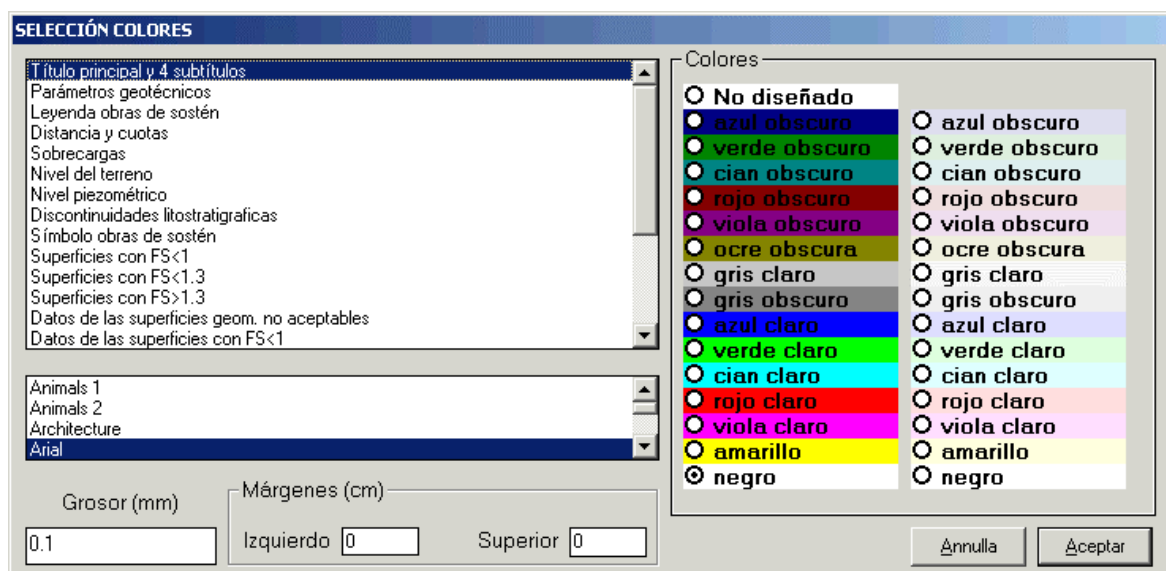 SELECCIÓN COLORES
Título principal y 4 subtítulos
Parámetros geotécnicos
Leyenda obras de sostén
Distancia y cuotas
Sobrecargas
Nivel del terreno
Nivel piezométrico
Discontinuidades litostratigraficas
Símbolo obras de sostén
Superficies con FS<1
Superficies con FS<1.3
Superficies con FS>1.3
Datos de las superficies geom. no aceptables
Datos de las superficies con FS<1
Animals 1
Animals 2
Architecture
Arial
Grosor (mm)
0.1
Márgenes (cm)
Izquierdo 0 Superior 0
Colores
No diseñado
azul obscuro azul obscuro
verde obscuro verde obscuro
cian obscuro cian obscuro
rojo obscuro rojo obscuro
viola obscuro viola obscuro
ocre obscura ocre obscura
gris claro gris claro
gris obscuro gris obscuro
azul claro azul claro
verde claro verde claro
cian claro cian claro
rojo claro rojo claro
viola claro viola claro
amarillo amarillo
negro negro
Annulla Aceptar